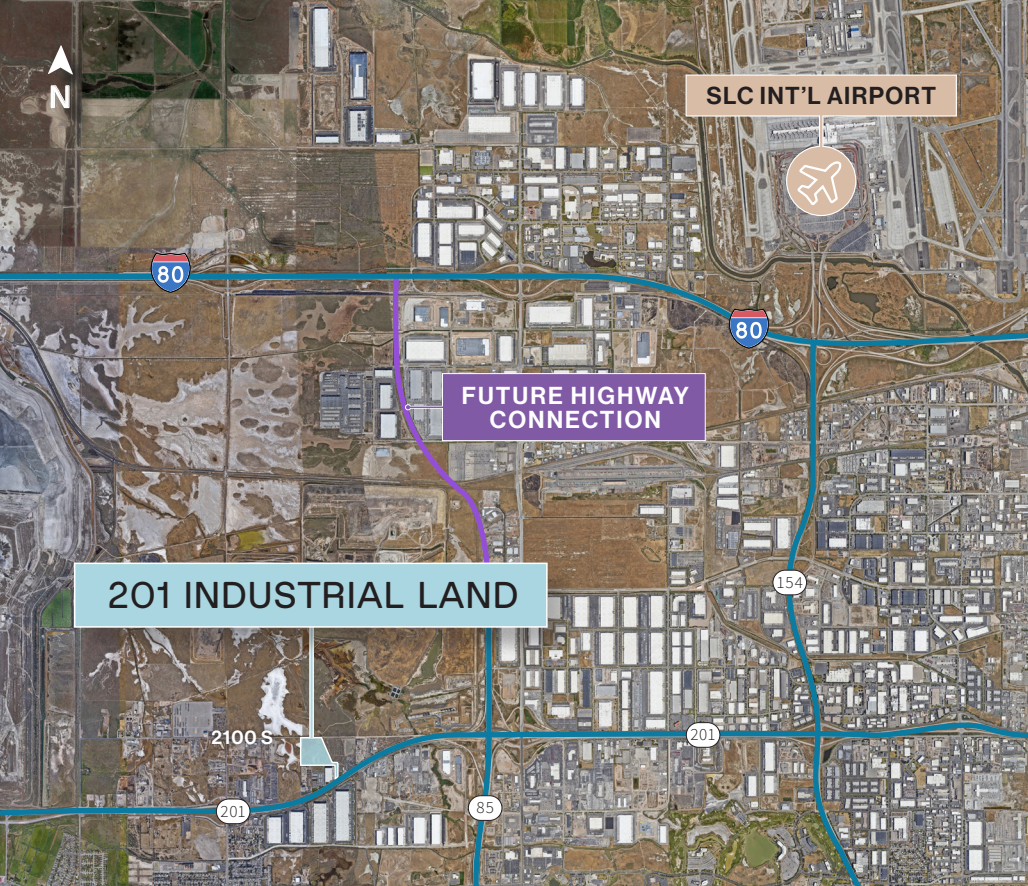 N
SLC INT'L AIRPORT
80
80
FUTURE HIGHWAY
CONNECTION
154
201 INDUSTRIAL LAND
2100 S
201
201
85